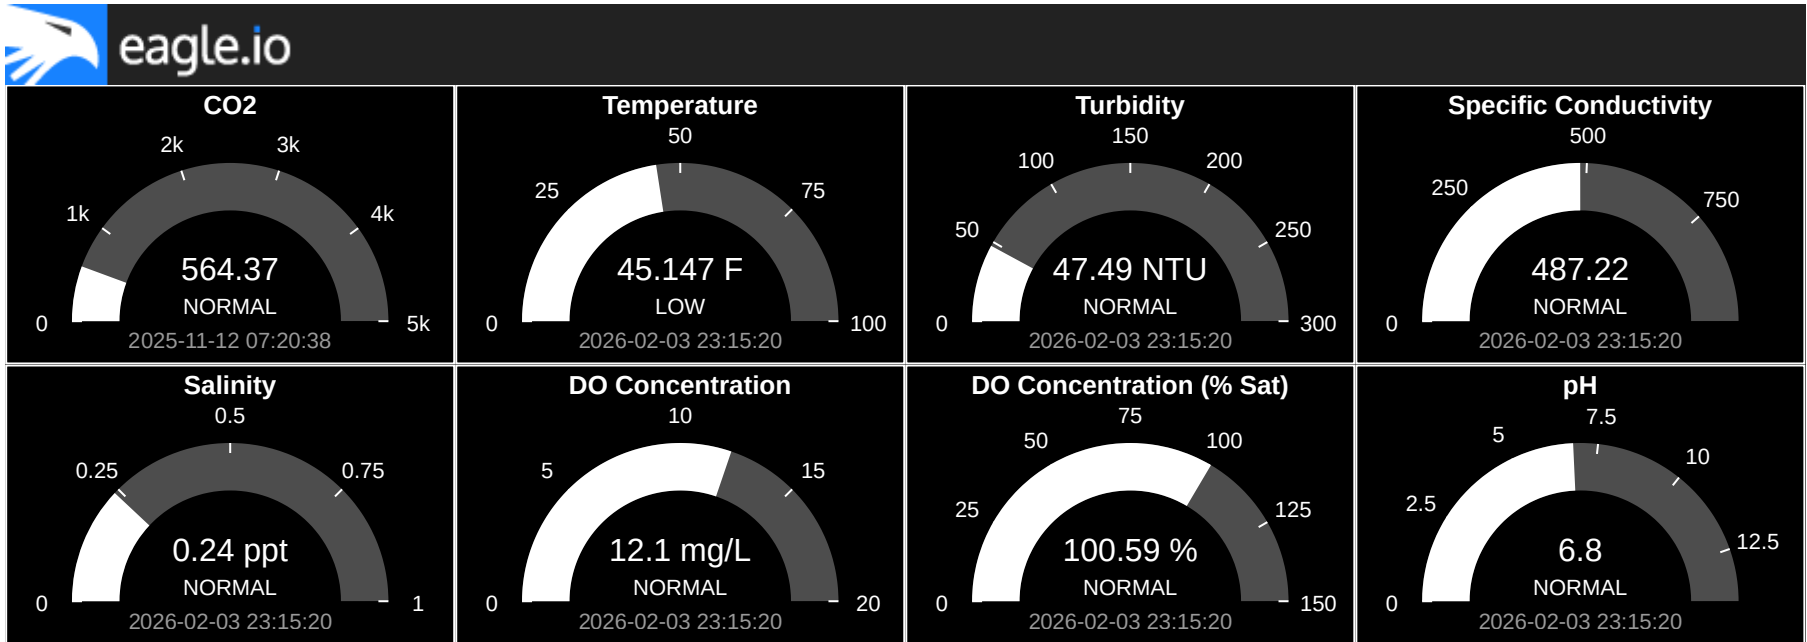 eagle.io
CO2
0
1k
2k
3k
4k
5k
564.37
NORMAL
2025-11-12 07:20:38
Temperature
0
25
50
75
100
45.147 F
LOW
2026-02-03 23:15:20
Turbidity
0
50
100
150
200
250
300
47.49 NTU
NORMAL
2026-02-03 23:15:20
Specific Conductivity
0
250
500
750
487.22
NORMAL
2026-02-03 23:15:20
Salinity
0
0.25
0.5
0.75
1
0.24 ppt
NORMAL
2026-02-03 23:15:20
DO Concentration
0
5
10
15
20
12.1 mg/L
NORMAL
2026-02-03 23:15:20
DO Concentration (% Sat)
0
25
50
75
100
125
150
100.59 %
NORMAL
2026-02-03 23:15:20
pH
0
2.5
5
7.5
10
12.5
6.8
NORMAL
2026-02-03 23:15:20